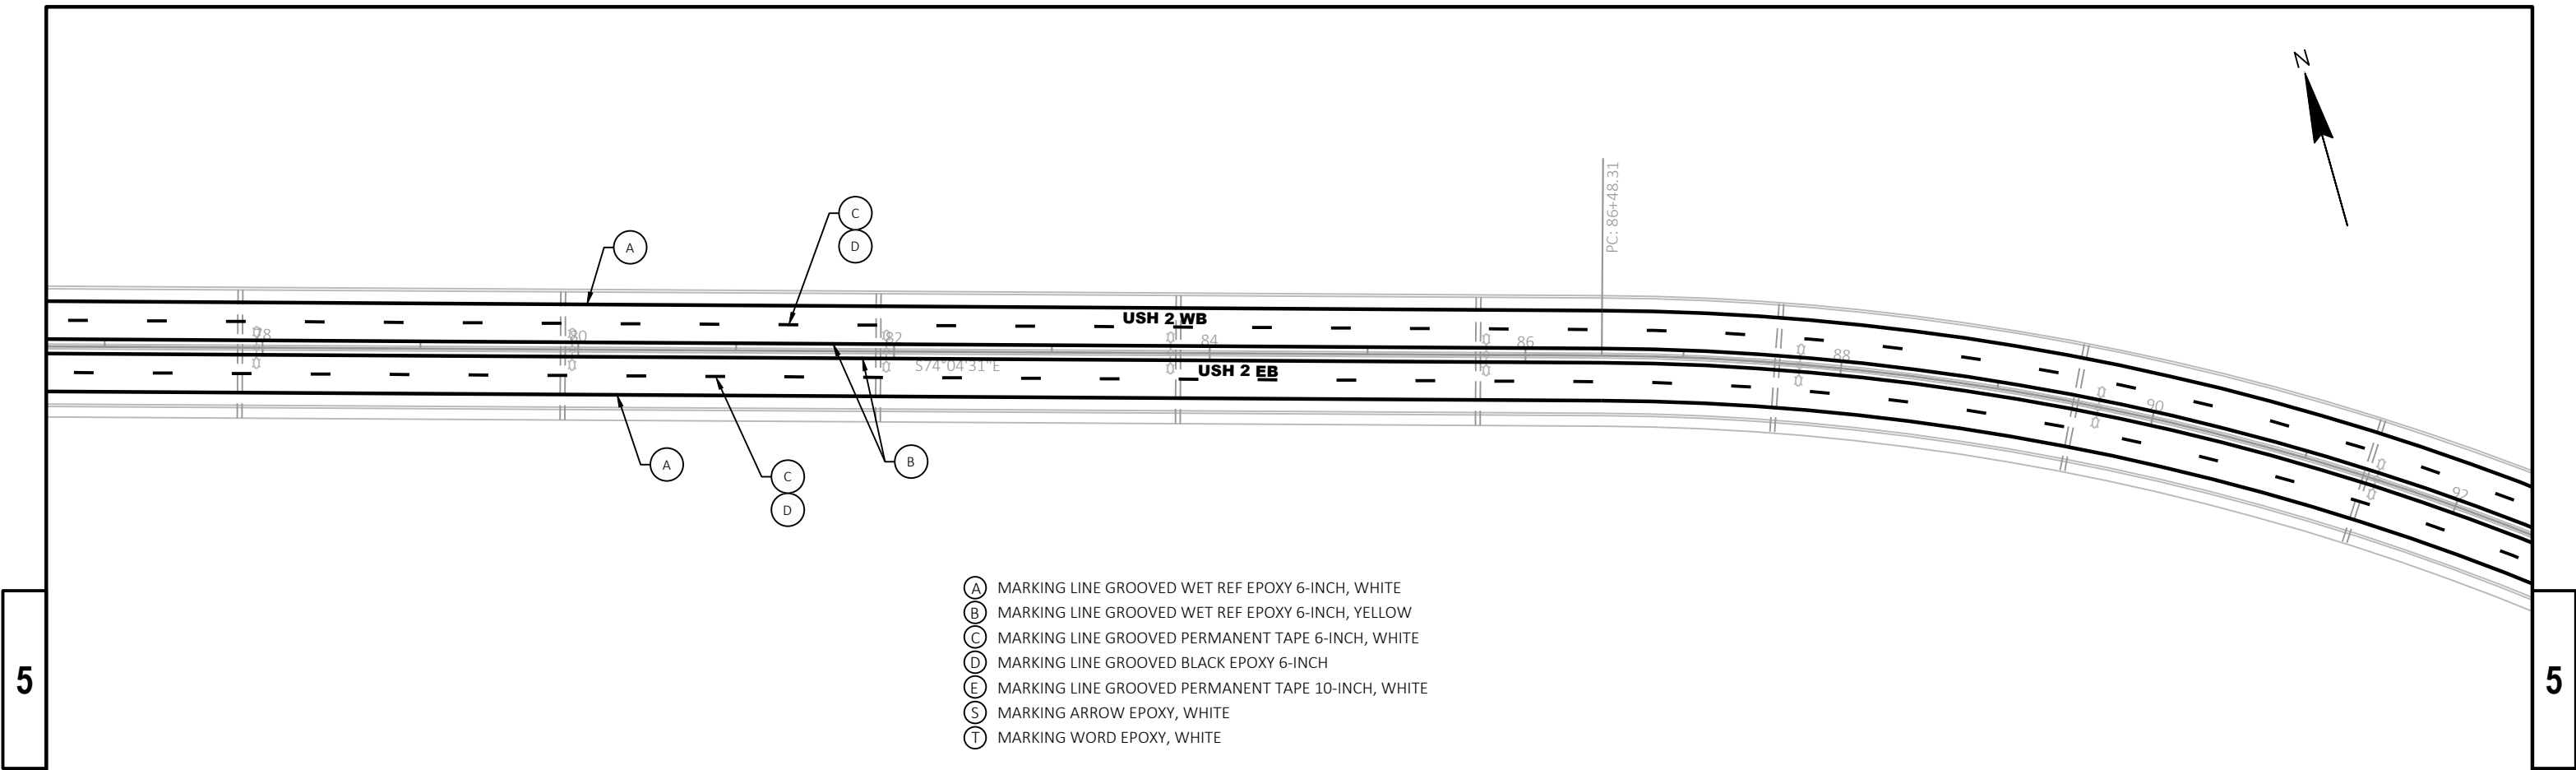 N
PC: 86+48.31
C
D
A
USH 2 WB
78
80
82
84
86
88
90
92
S74°04'31"E
USH 2 EB
A
C
D
B
A MARKING LINE GROOVED WET REF EPOXY 6-INCH, WHITE
B MARKING LINE GROOVED WET REF EPOXY 6-INCH, YELLOW
C MARKING LINE GROOVED PERMANENT TAPE 6-INCH, WHITE
D MARKING LINE GROOVED BLACK EPOXY 6-INCH
E MARKING LINE GROOVED PERMANENT TAPE 10-INCH, WHITE
S MARKING ARROW EPOXY, WHITE
T MARKING WORD EPOXY, WHITE
5
5